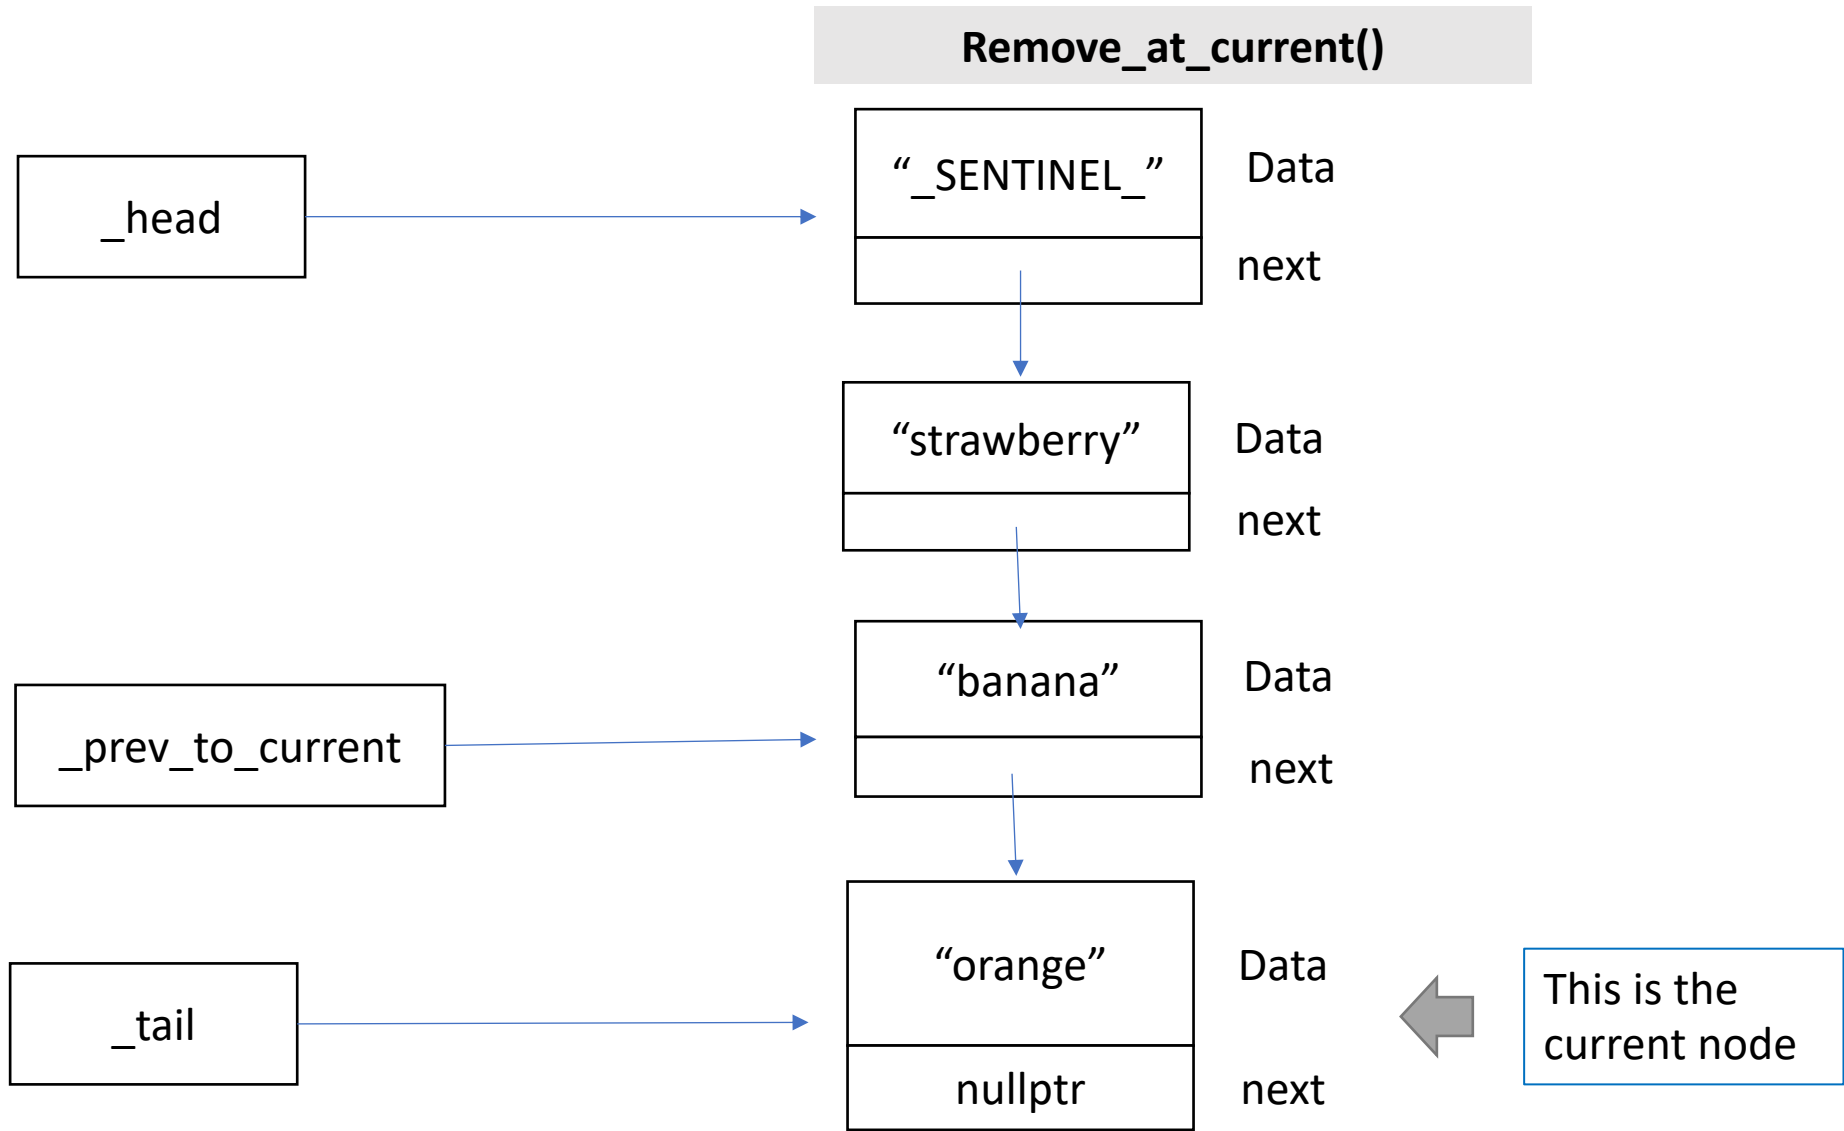 Remove_at_current()
_head
“_SENTINEL_”
Data
next
“strawberry”
Data
next
_prev_to_current
“banana”
Data
next
_tail
“orange”
Data
nullptr
next
This is the
current node